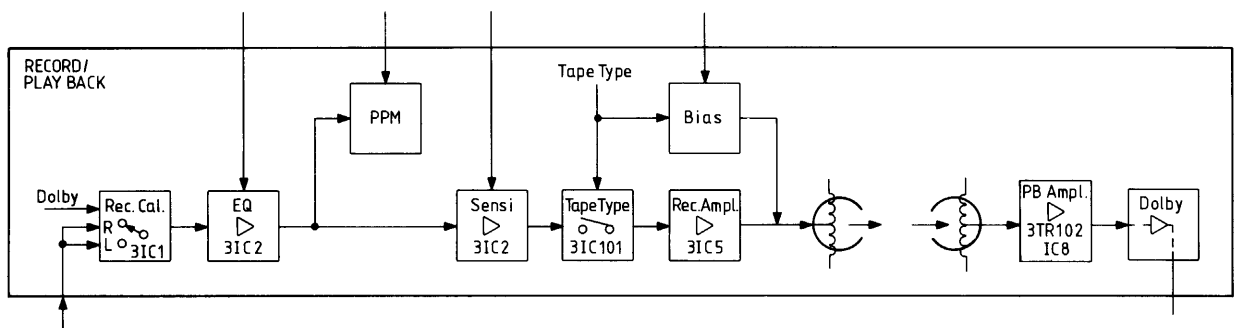 RECORD/
PLAY BACK
PPM
Tape Type
Bias
Dolby
Rec. Cal.
R
L
3IC1
EQ
3IC2
Sensi
3IC2
TapeType
3IC101
Rec.Ampl.
3IC5
PB Ampl.
3TR102
IC8
Dolby